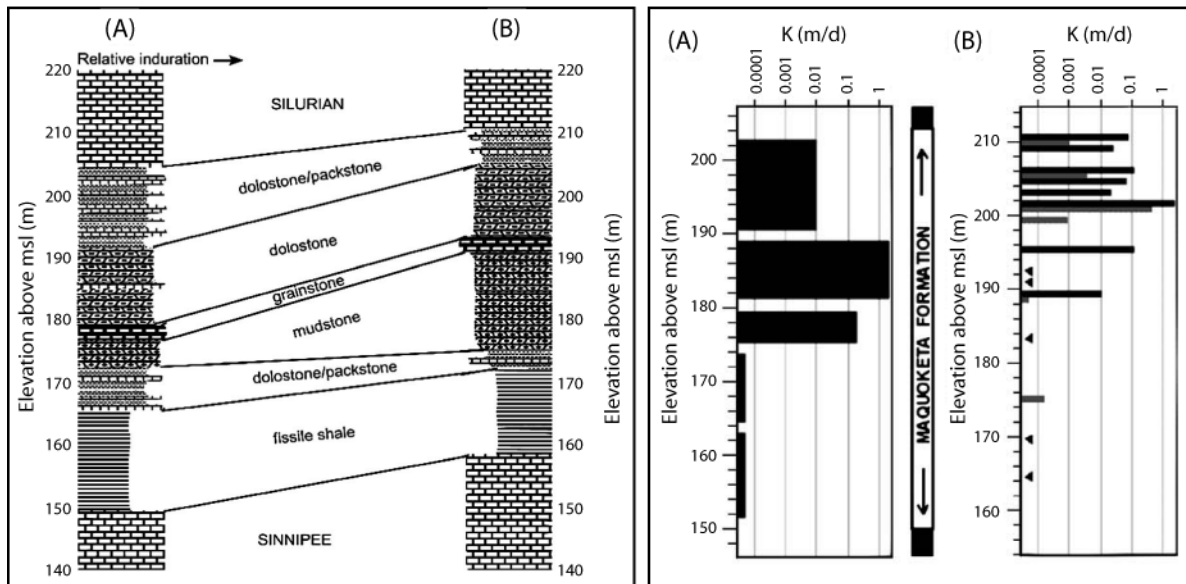 (A)
(B)
Relative induration
220
210
200
190
180
170
160
150
140
Elevation above msl (m)
SILURIAN
dolostone/packstone
dolostone
grainstone
mudstone
dolostone/packstone
fissile shale
SINNIPEE
220
210
200
190
180
170
160
150
140
Elevation above msl (m)
(A)
K (m/d)
0.0001
0.001
0.01
0.1
1
200
190
180
170
160
150
Elevation above msl (m)
MAQUOKETA FORMATION
(B)
K (m/d)
0.0001
0.001
0.01
0.1
1
210
200
190
180
170
160
Elevation above msl (m)